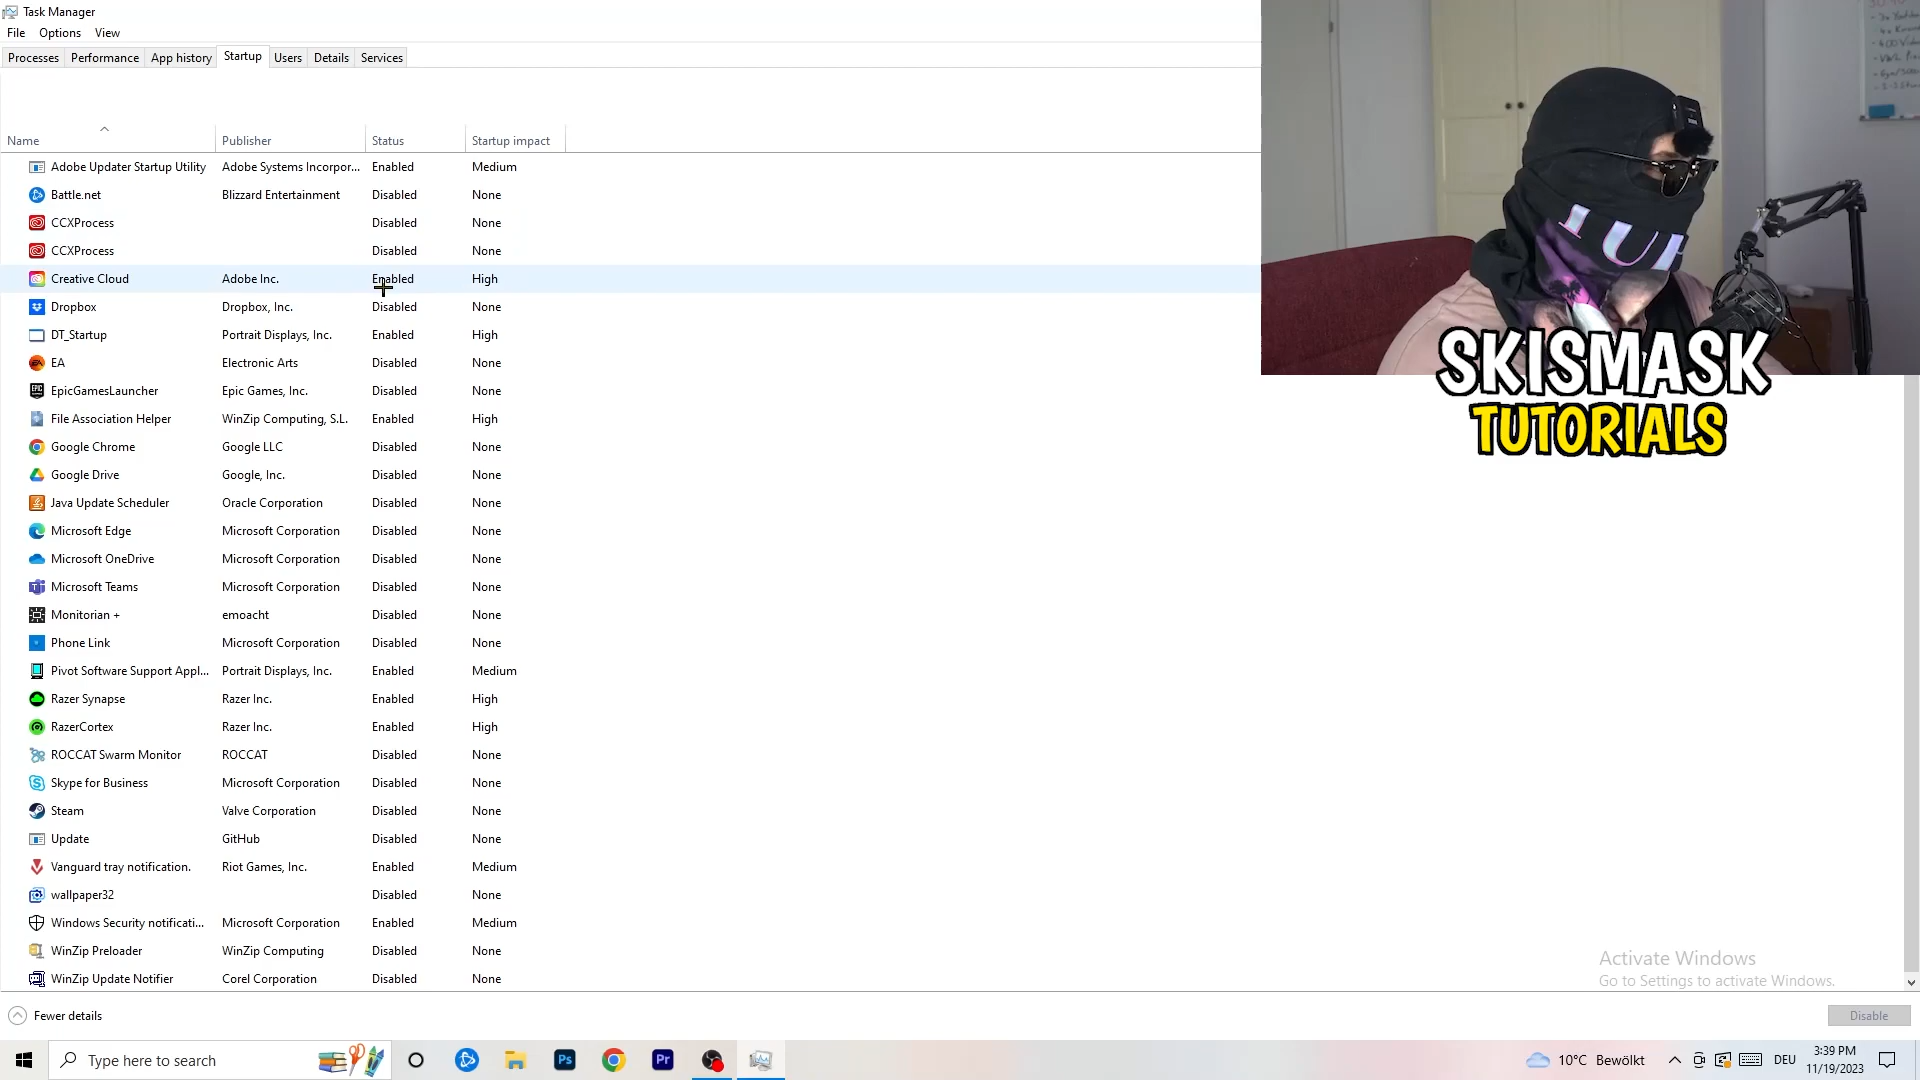 Task Manager
File Options View
Processes Performance App history Startup Users Details Services
Name Publisher Status Startup impact
Adobe Updater Startup Utility Adobe Systems Incorpor... Enabled Medium
Battle.net Blizzard Entertainment Disabled None
CCXProcess Disabled None
CCXProcess Disabled None
Creative Cloud Adobe Inc. Enabled High
Dropbox Dropbox, Inc. Disabled None
DT_Startup Portrait Displays, Inc. Enabled High
EA Electronic Arts Disabled None
EpicGamesLauncher Epic Games, Inc. Disabled None
File Association Helper WinZip Computing, S.L. Enabled High
Google Chrome Google LLC Disabled None
Google Drive Google, Inc. Disabled None
Java Update Scheduler Oracle Corporation Disabled None
Microsoft Edge Microsoft Corporation Disabled None
Microsoft OneDrive Microsoft Corporation Disabled None
Microsoft Teams Microsoft Corporation Disabled None
Monitorian + emoacht Disabled None
Phone Link Microsoft Corporation Disabled None
Pivot Software Support Appl... Portrait Displays, Inc. Enabled Medium
Razer Synapse Razer Inc. Enabled High
RazerCortex Razer Inc. Enabled High
ROCCAT Swarm Monitor ROCCAT Disabled None
Skype for Business Microsoft Corporation Disabled None
Steam Valve Corporation Disabled None
Update GitHub Disabled None
Vanguard tray notification. Riot Games, Inc. Enabled Medium
wallpaper32 Disabled None
Windows Security notificati... Microsoft Corporation Enabled Medium
WinZip Preloader WinZip Computing Disabled None
WinZip Update Notifier Corel Corporation Disabled None
SKISMASK
TUTORIALS
Activate Windows
Go to Settings to activate Windows.
Fewer details
Disable
Type here to search
Ps
Pr
10°C Bewölkt
DEU
3:39 PM
11/19/2023